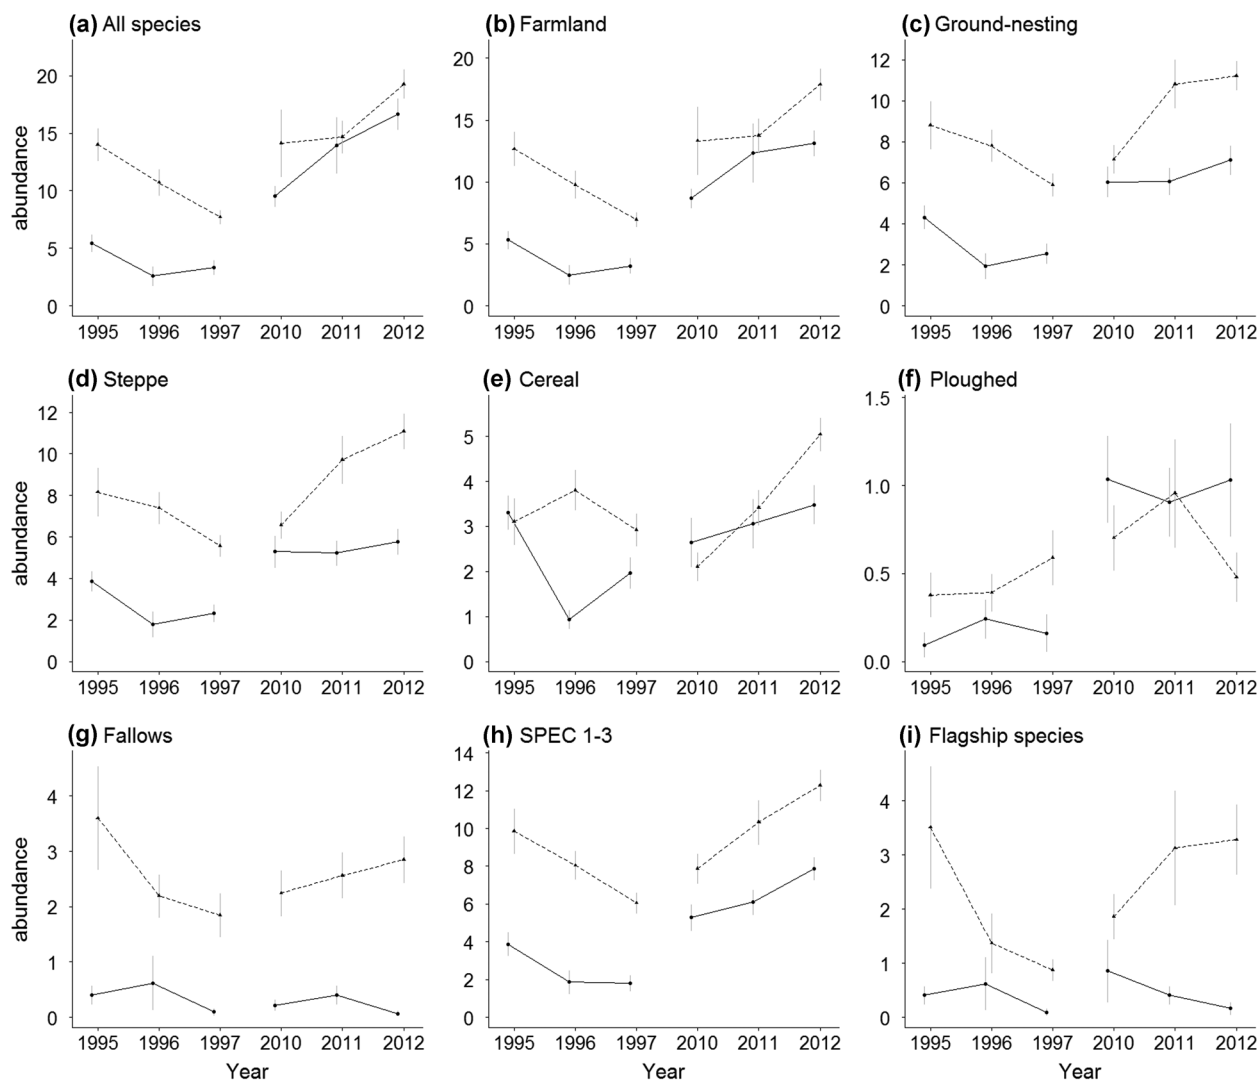 (a) All species
(b) Farmland
(c) Ground-nesting
abundance
20
15
10
5
0
20
15
10
5
0
12
10
8
6
4
2
0
1995 1996 1997 2010 2011 2012
1995 1996 1997 2010 2011 2012
1995 1996 1997 2010 2011 2012
(d) Steppe
(e) Cereal
(f) Ploughed
abundance
12
10
8
6
4
2
0
5
4
3
2
1
0
1.5
1.0
0.5
0.0
1995 1996 1997 2010 2011 2012
1995 1996 1997 2010 2011 2012
1995 1996 1997 2010 2011 2012
(g) Fallows
(h) SPEC 1-3
(i) Flagship species
abundance
4
3
2
1
0
14
12
10
8
6
4
2
0
4
3
2
1
0
1995 1996 1997 2010 2011 2012
1995 1996 1997 2010 2011 2012
1995 1996 1997 2010 2011 2012
Year
Year
Year